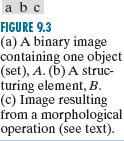 a b c
FIGURE 9.3
(a) A binary image
containing one object
(set), A. (b) A struc-
turing element, B.
(c) Image resulting
from a morphological
operation (see text).